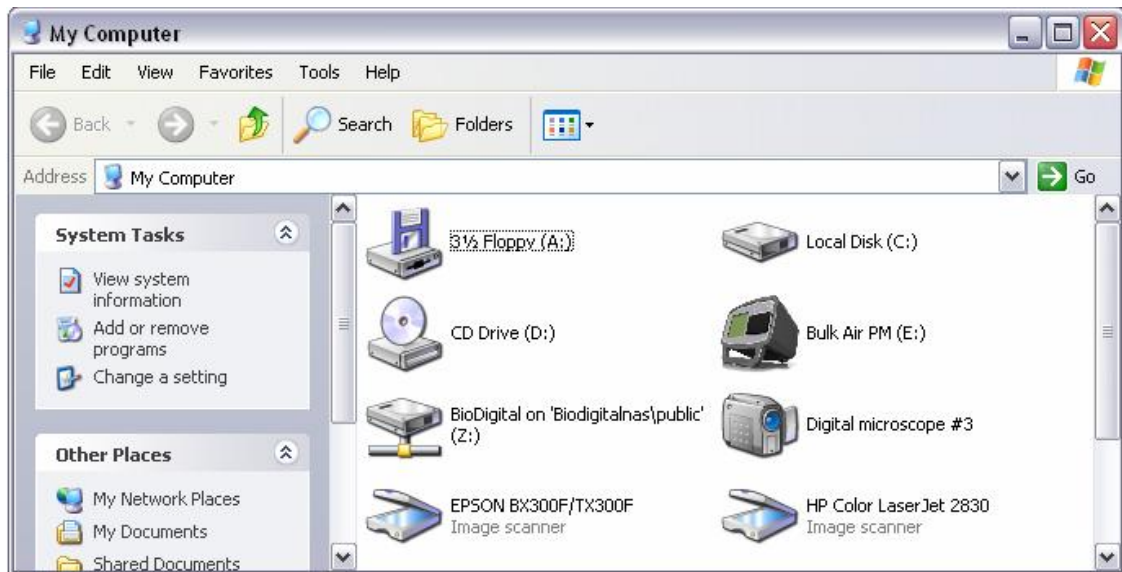 My Computer
File Edit View Favorites Tools Help
Back Search Folders
Address My Computer Go
System Tasks
View system
information
Add or remove
programs
Change a setting
Other Places
My Network Places
My Documents
Shared Documents
3½ Floppy (A:)
Local Disk (C:)
CD Drive (D:)
Bulk Air PM (E:)
BioDigital on 'Biodigitalnas\public'
(Z:)
Digital microscope #3
EPSON BX300F/TX300F
Image scanner
HP Color LaserJet 2830
Image scanner